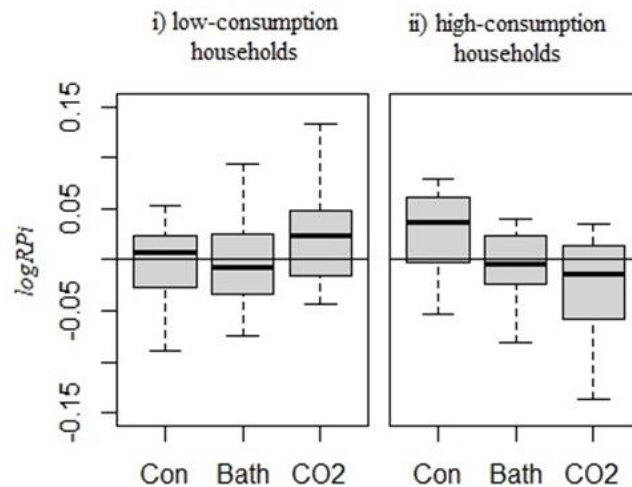 i) low-consumption
households
ii) high-consumption
households
logRPi
0.15
0.05
-0.05
-0.15
Con Bath CO2
Con Bath CO2